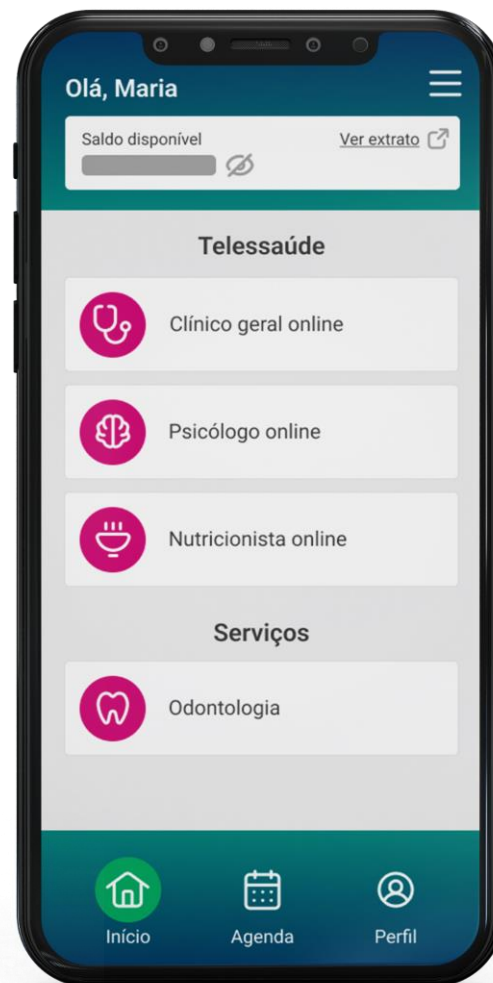 Olá, Maria
Saldo disponível
Ver extrato
Telessaúde
Clínico geral online
Psicólogo online
Nutricionista online
Serviços
Odontologia
Início
Agenda
Perfil